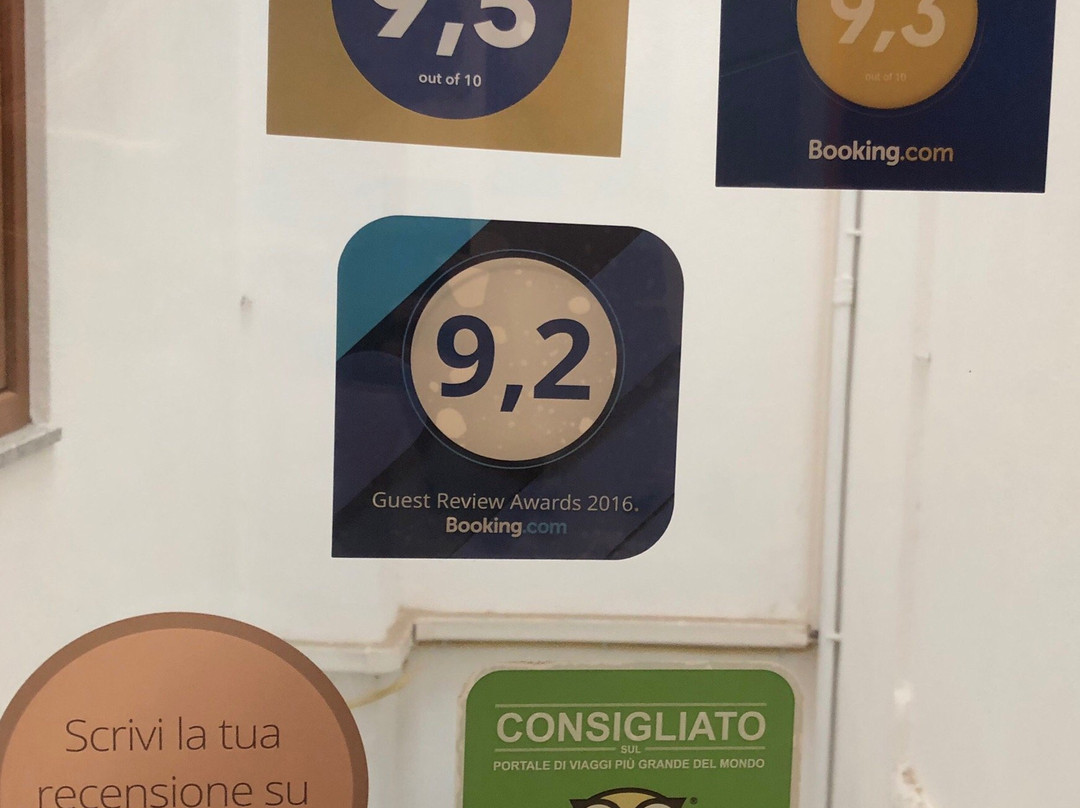 9,5
out of 10
9,3
out of 10
Booking.com
9,2
Guest Review Awards 2016.
Booking.com
Scrivi la tua
recensione su
CONSIGLIATO
SUL
PORTALE DI VIAGGI PIÙ GRANDE DEL MONDO
®